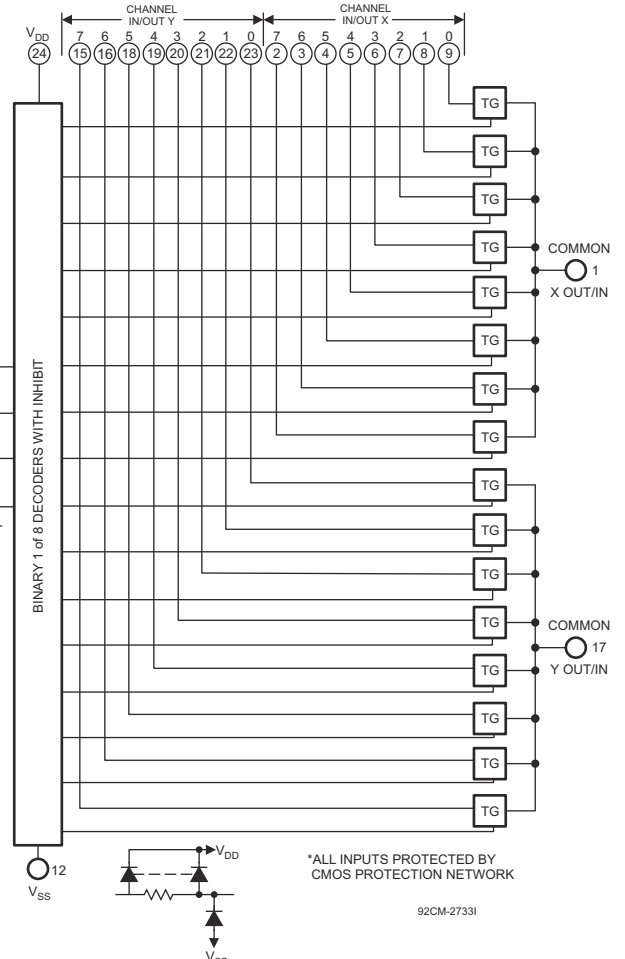 CHANNEL
IN/OUT Y
CHANNEL
IN/OUT X
VDD
7 6 5 4 3 2 1 0 7 6 5 4 3 2 1 0
24 15 16 18 19 20 21 22 23 2 3 4 5 6 7 8 9
TG
TG
TG
TG
COMMON
1
X OUT/IN
TG
TG
TG
TG
BINARY 1 of 8 DECODERS WITH INHIBIT
TG
TG
TG
TG
COMMON
17
Y OUT/IN
TG
TG
TG
TG
12
VSS
VDD
*ALL INPUTS PROTECTED BY
CMOS PROTECTION NETWORK
92CM-2733I